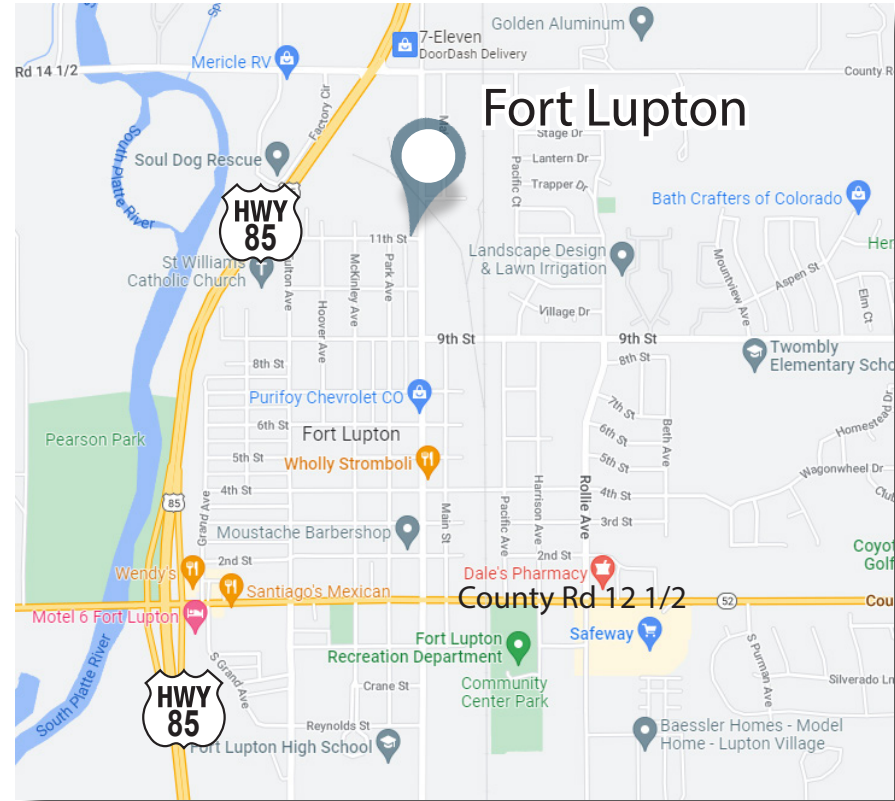 Golden Aluminum
7-Eleven
DoorDash Delivery
Mericle RV
Rd 14 1/2
County R
Factory Cir
Fort Lupton
Stage Dr
Lantern Dr
Trapper Dr
Pacific Ct
South Platte River
Soul Dog Rescue
HWY
85
Bath Crafters of Colorado
11th St
St Williams
Catholic Church
ulton Ave
McKinley Ave
Park Ave
Hoover Ave
Landscape Design
& Lawn Irrigation
Mountview Ave
Aspen St
Elm Ct
Her
Village Dr
9th St
9th St
8th St
8th St
Twombly
Elementary Scho
Purifoy Chevrolet CO
7th St
6th St
6th St
Beth Ave
Homestead Dr
Pearson Park
Fort Lupton
5th St
5th St
Wholly Stromboli
Wagonwheel Dr
4th St
4th St
Club
85
Grand Ave
Main St
Pacific Ave
Harrison Ave
Rollie Ave
3rd St
Moustache Barbershop
2nd St
2nd St
Coyot
Golf
Wendy's
Dale's Pharmacy
Santiago's Mexican
County Rd 12 1/2
52
Cou
Motel 6 Fort Lupton
Fort Lupton
Recreation Department
Safeway
South Platte River
S Grand Ave
Crane St
Community
Center Park
S Purman Ave
Silverado Ln
HWY
85
Reynolds St
Fort Lupton High School
Baessler Homes - Model
Home - Lupton Village